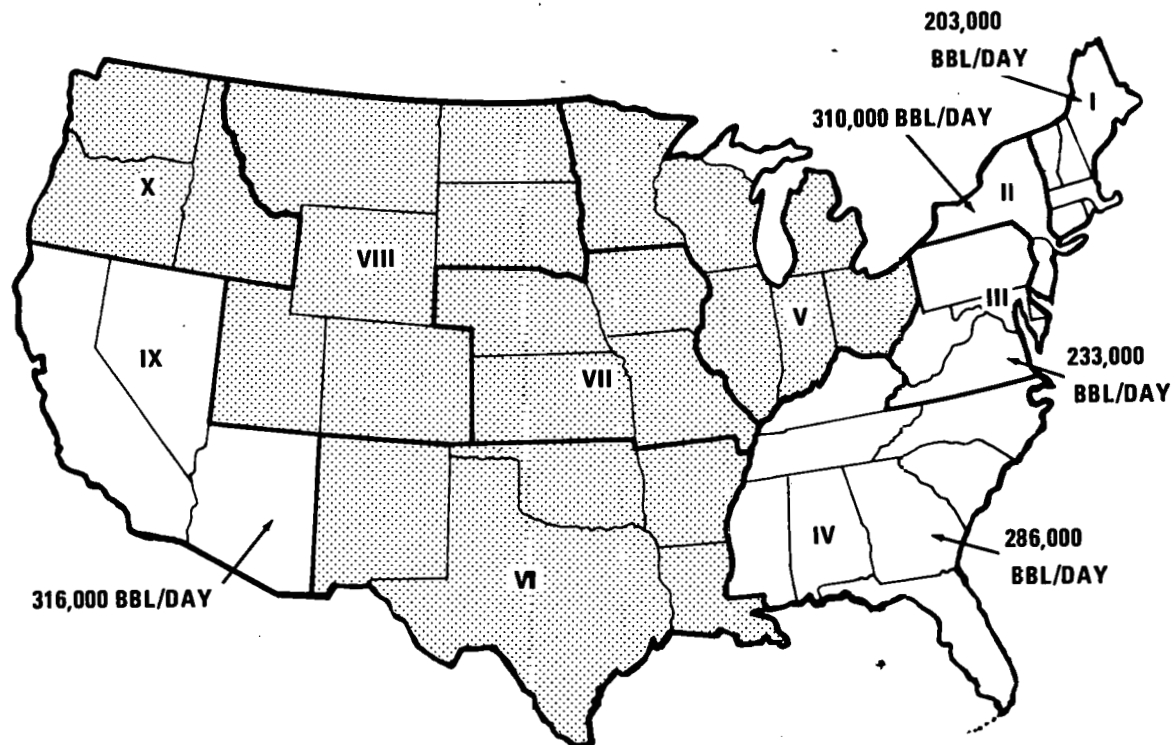 203,000
BBL/DAY
I
310,000 BBL/DAY
II
X
VIII
III
V
IX
VII
233,000
BBL/DAY
IV
286,000
BBL/DAY
VI
316,000 BBL/DAY